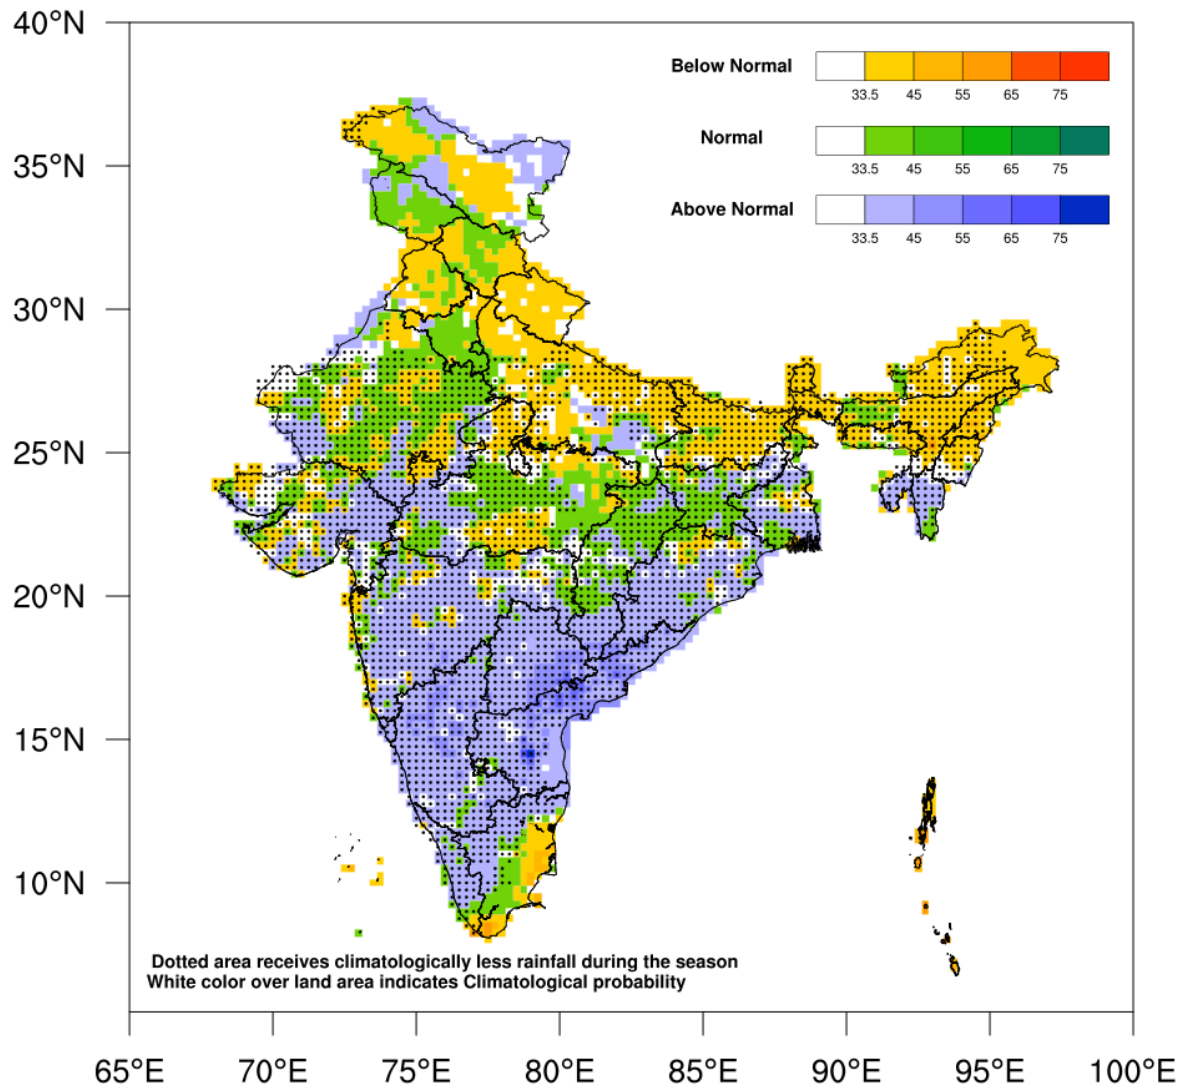 40°N
35°N
30°N
25°N
20°N
15°N
10°N
Below Normal
33.5 45 55 65 75
Normal
33.5 45 55 65 75
Above Normal
33.5 45 55 65 75
Dotted area receives climatologically less rainfall during the season
White color over land area indicates Climatological probability
65°E 70°E 75°E 80°E 85°E 90°E 95°E 100°E